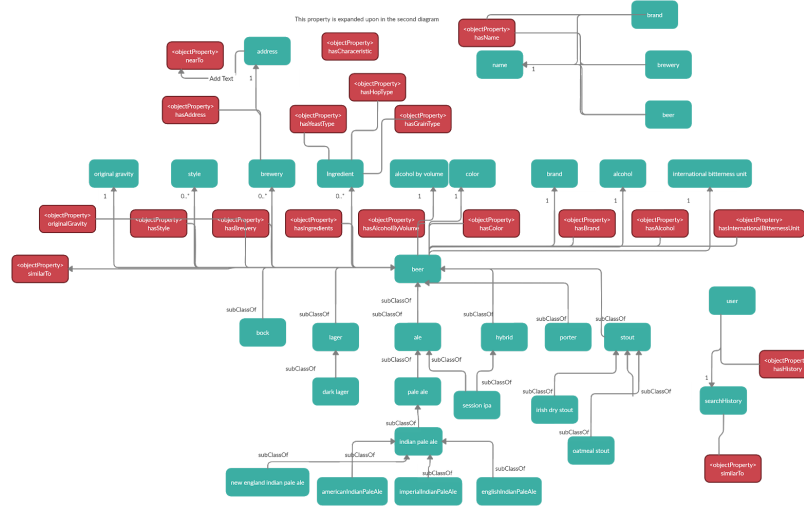 This property is expanded upon in the second diagram
brand
<objectProperty>
hasName
<objectProperty>
hasCharaceristic
<objectProperty>
nearTo
address
Add Text
1
name
1
brewery
<objectProperty>
hasHopType
<objectProperty>
hasAddress
<objectProperty>
hasYeastType
<objectProperty>
hasGrainType
beer
original gravity
style
brewery
Ingredient
alcohol by volume
color
brand
alcohol
international bitterness unit
1
0..*
0..*
0..*
1
1
1
1
1
<objectProperty>
originalGravity
<objectProperty>
hasStyle
<objectProperty>
hasBrewery
<objectProperty>
hasIngredients
<objectProperty>
hasAlcoholByVolume
<objectProperty>
hasColor
<objectProperty>
hasBrand
<objectProperty>
hasAlcohol
<objectProptery>
hasInternationalBitternessUnit
<objectProperty>
similarTo
beer
subClassOf
subClassOf
subClassOf
subClassOf
subClassOf
subClassOf
subClassOf
bock
lager
ale
hybrid
porter
stout
user
subClassOf
subClassOf
subClassOf
subClassOf
subClassOf
<objectProperty>
hasHistory
1
dark lager
pale ale
session ipa
irish dry stout
searchHistory
subClassOf
subClassOf
indian pale ale
oatmeal stout
subClassOf
subClassOf
subClassOf
subClassOf
new england indian pale ale
americanIndianPaleAle
imperialIndianPaleAle
englishIndianPaleAle
<objectProperty>
similarTo